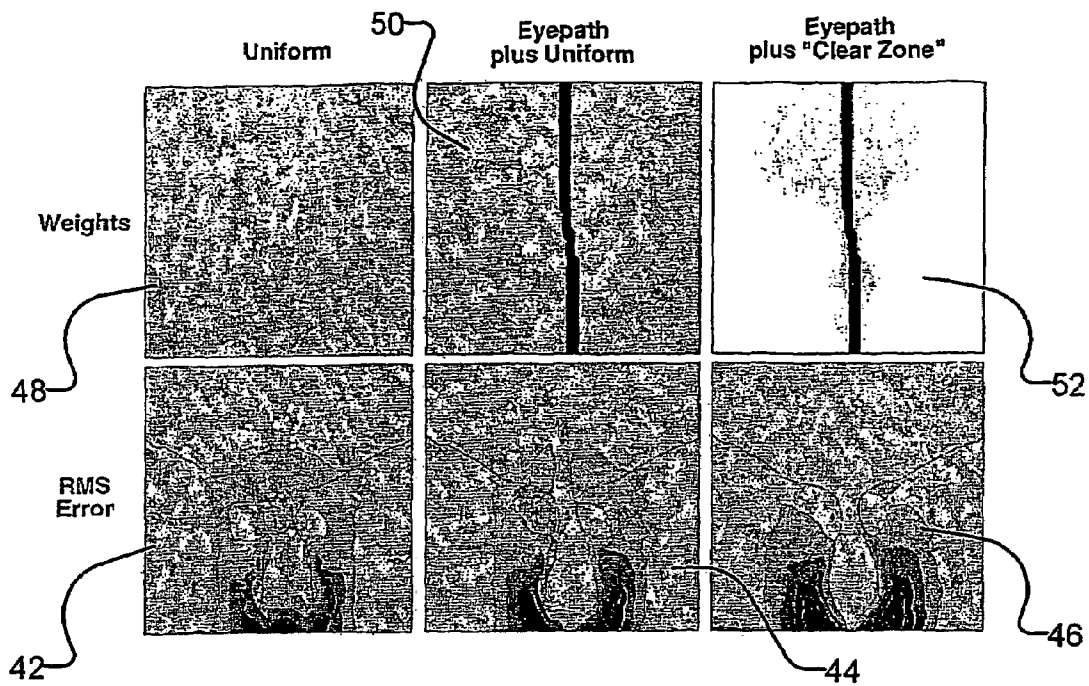 50
Uniform
Eyepath
plus Uniform
Eyepath
plus "Clear Zone"
Weights
48
52
RMS
Error
42
44
46